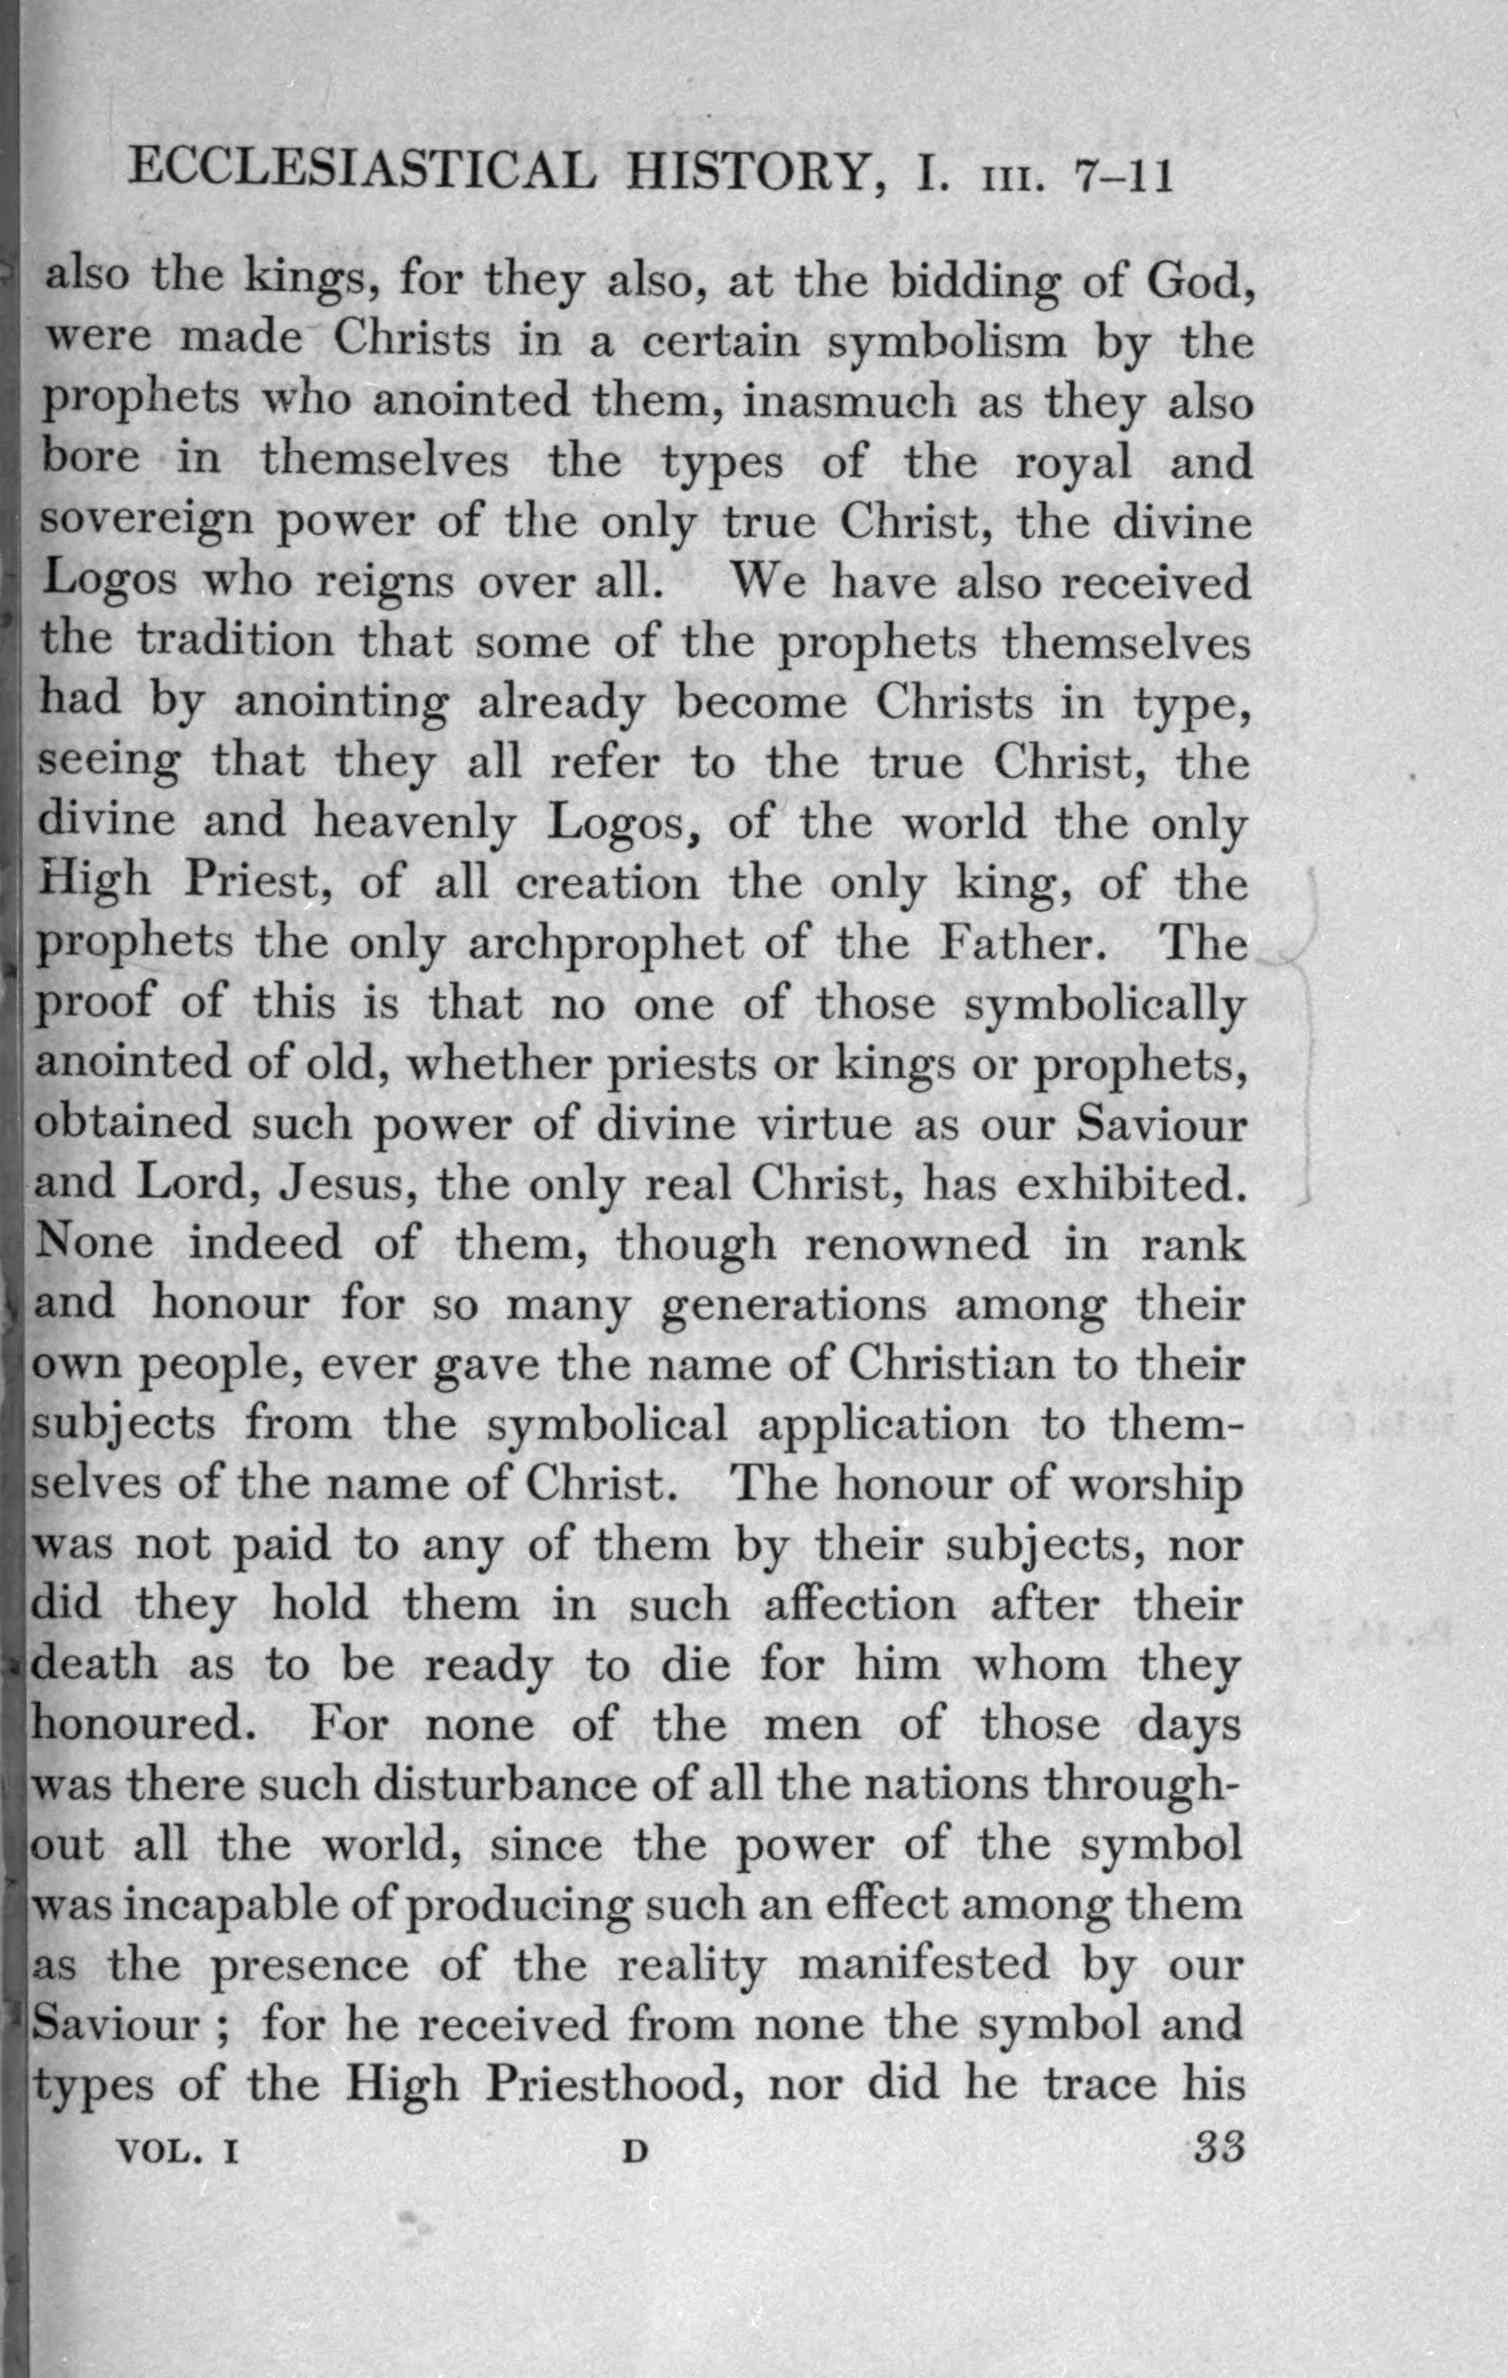 ECCLESIASTICAL HISTORY, I. III. 7–11
also the kings, for they also, at the bidding of God,
were made Christs in a certain symbolism by the
prophets who anointed them, inasmuch as they also
bore in themselves the types of the royal and
sovereign power of the only true Christ, the divine
Logos who reigns over all. We have also received
the tradition that some of the prophets themselves
had by anointing already become Christs in type,
seeing that they all refer to the true Christ, the
divine and heavenly Logos, of the world the only
High Priest, of all creation the only king, of the
prophets the only archprophet of the Father. The
proof of this is that no one of those symbolically
anointed of old, whether priests or kings or prophets,
obtained such power of divine virtue as our Saviour
and Lord, Jesus, the only real Christ, has exhibited.
None indeed of them, though renowned in rank
and honour for so many generations among their
own people, ever gave the name of Christian to their
subjects from the symbolical application to them-
selves of the name of Christ. The honour of worship
was not paid to any of them by their subjects, nor
did they hold them in such affection after their
death as to be ready to die for him whom they
honoured. For none of the men of those days
was there such disturbance of all the nations through-
out all the world, since the power of the symbol
was incapable of producing such an effect among them
as the presence of the reality manifested by our
Saviour ; for he received from none the symbol and
types of the High Priesthood, nor did he trace his
VOL. I D 33